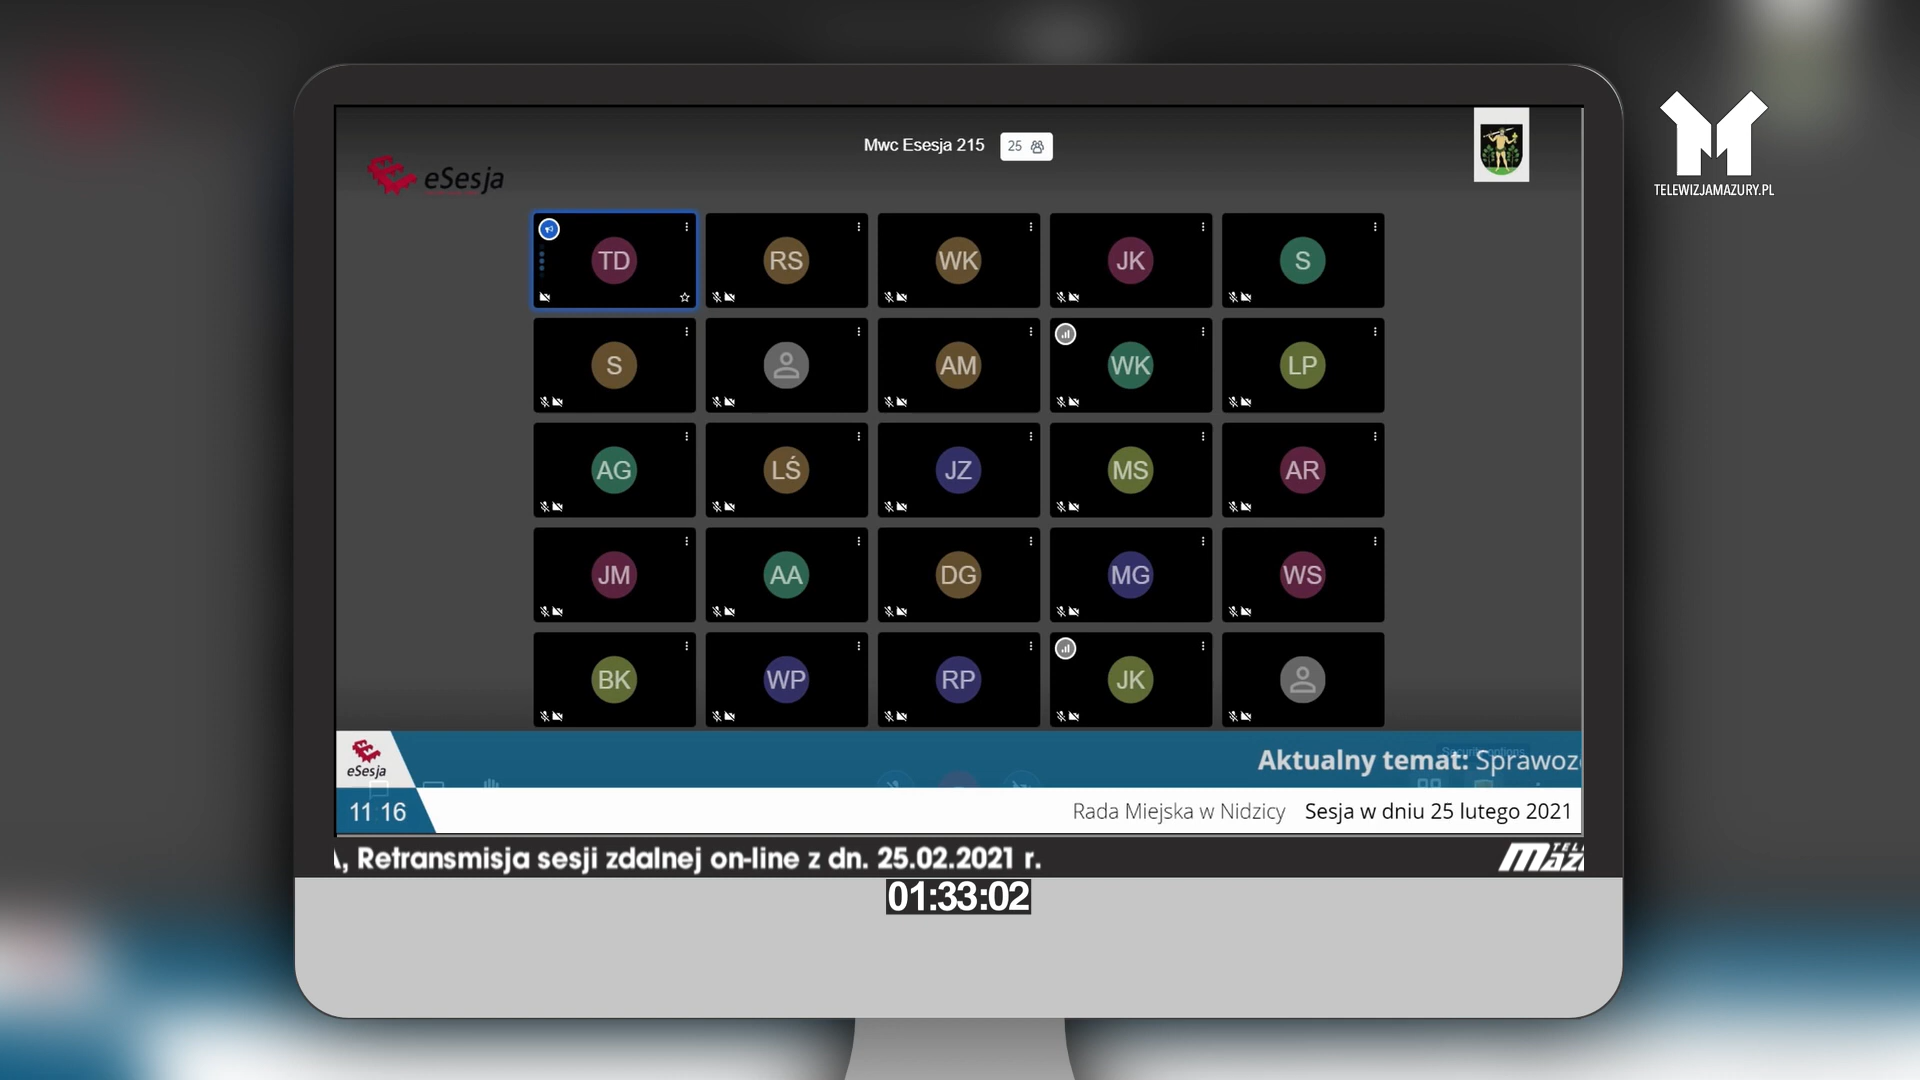 Mwc Esesja 215 25
eSesja
TELEWIZJAMAZURY.PL
TD RS WK JK S
S AM WK LP
AG LŚ JZ MS AR
JM AA DG MG WS
BK WP RP JK
Security options
eSesja
Aktualny temat: Sprawoz
11 16
Rada Miejska w Nidzicy Sesja w dniu 25 lutego 2021
, Retransmisja sesji zdalnej on-line z dn. 25.02.2021 r.
01:33:02